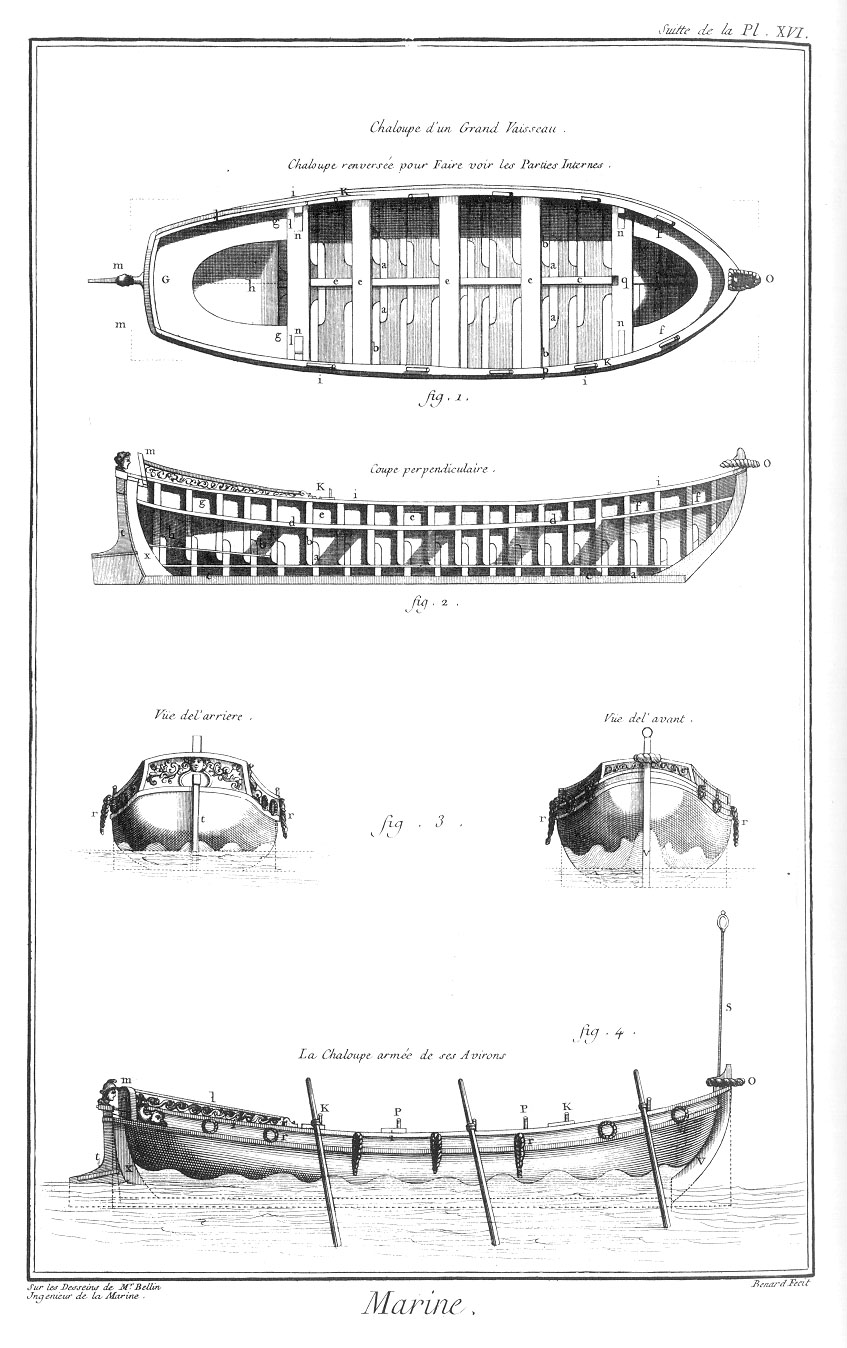 Suitte de la Pl. XVI.
Chaloupe d'un Grand Vaisseau.
Chaloupe renversée pour Faire voir les Parties Internes.
i K
l g l n f
b n
m a
G h e e e e e q O
m a
g l n b b n f
K
i i
fig. 1.
m
Coupe perpendiculaire.
O
K i i
g e e f f
d d
t h G b
x a
c c a
fig. 2.
Vüe del'arriere.
Vüe del'avant.
r t r
fig. 3.
r V r
fig. 4.
S
La Chaloupe armée de ses Avirons
m l K P P K O
r i r
t x V
Sur les Desseins de Mr. Bellin
Ingenieur de la Marine.
Benard Fecit
Marine.